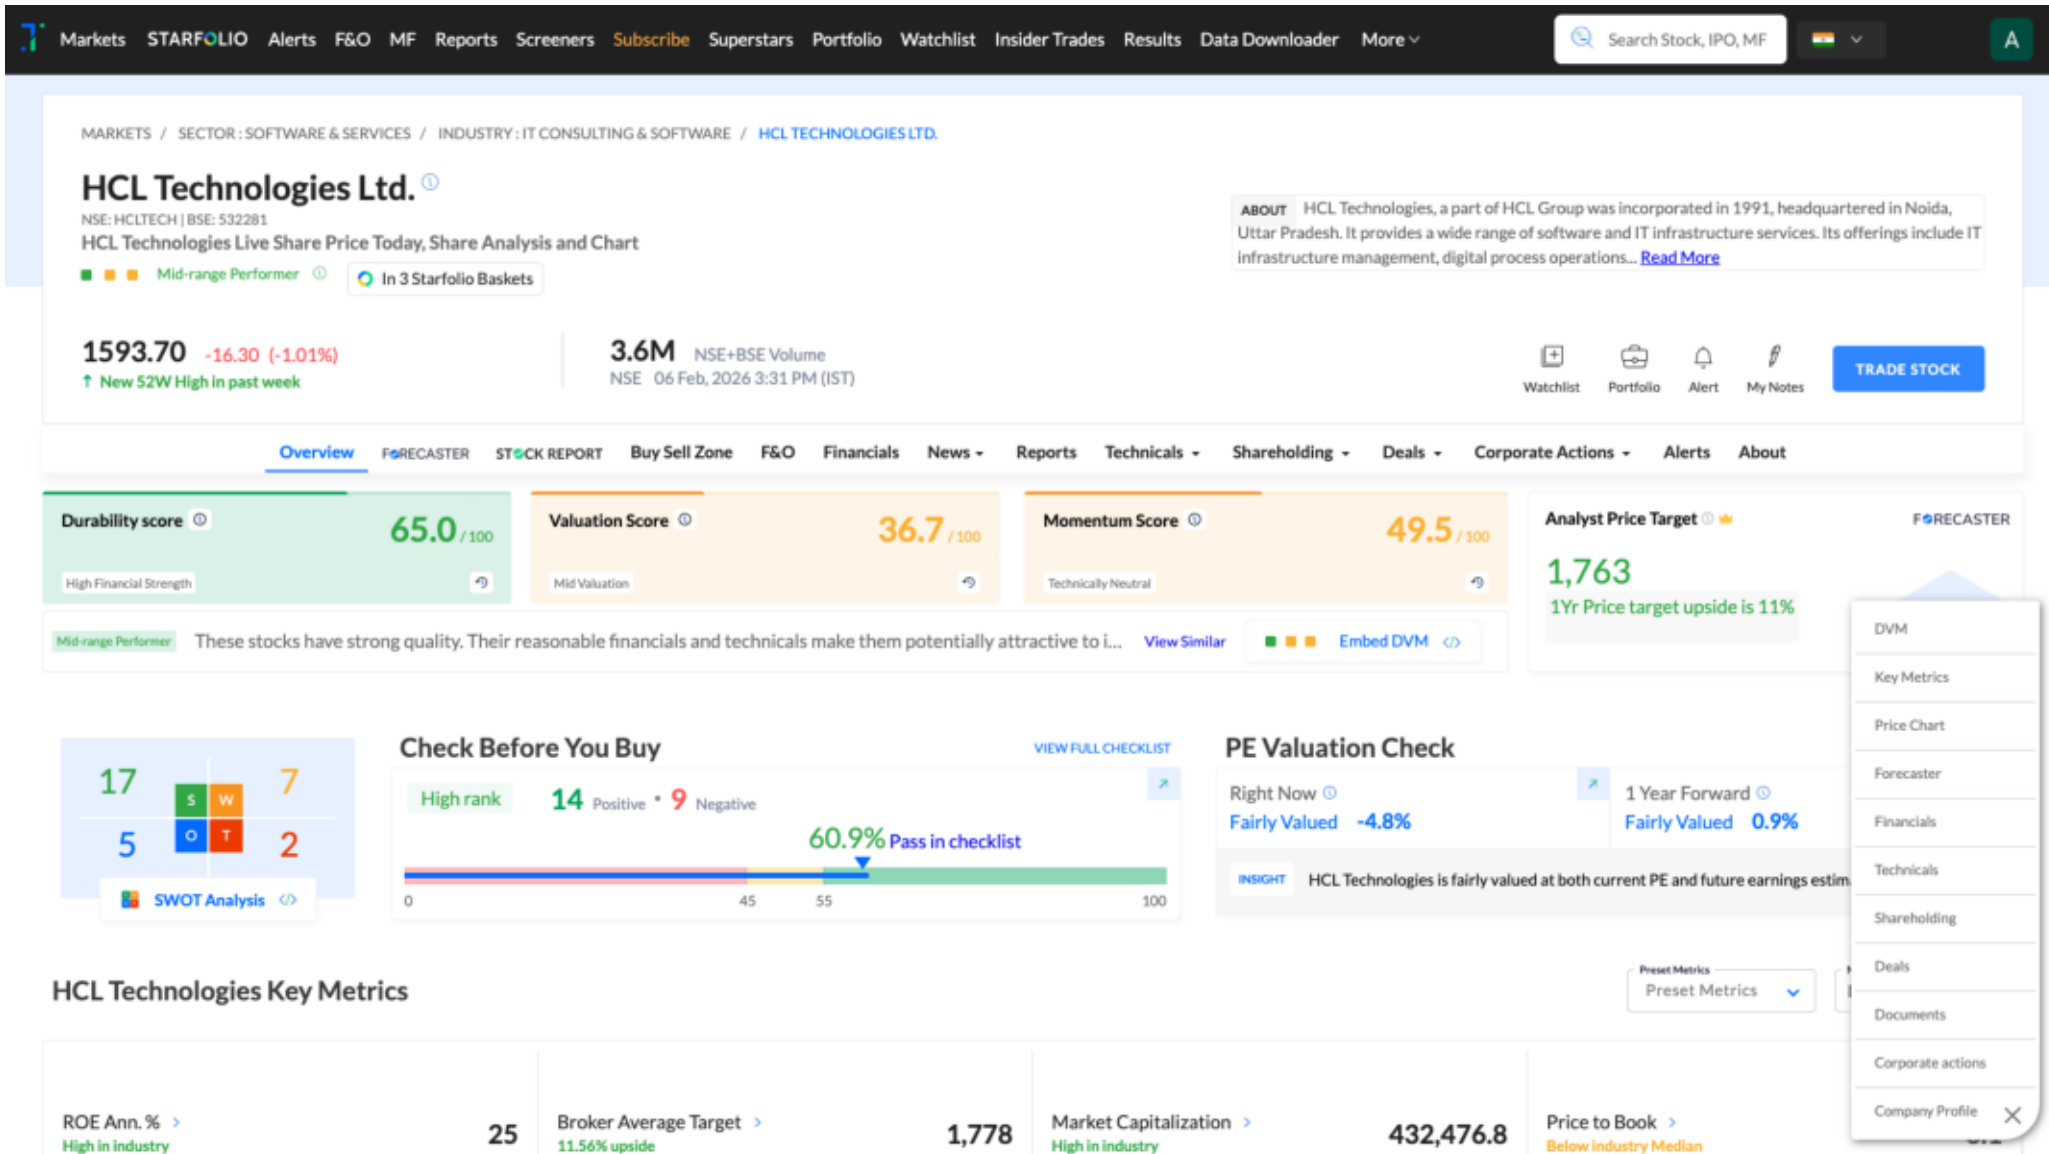 Markets STARFOLIO Alerts F&O MF Reports Screeners Subscribe Superstars Portfolio Watchlist Insider Trades Results Data Downloader More Search Stock, IPO, MF A
MARKETS / SECTOR : SOFTWARE & SERVICES / INDUSTRY : IT CONSULTING & SOFTWARE / HCL TECHNOLOGIES LTD.
HCL Technologies Ltd.
NSE: HCLTECH | BSE: 532281
HCL Technologies Live Share Price Today, Share Analysis and Chart
Mid-range Performer In 3 Starfolio Baskets
ABOUT HCL Technologies, a part of HCL Group was incorporated in 1991, headquartered in Noida,
Uttar Pradesh. It provides a wide range of software and IT infrastructure services. Its offerings include IT
infrastructure management, digital process operations... Read More
1593.70 -16.30 (-1.01%)
New 52W High in past week
3.6M NSE+BSE Volume
NSE 06 Feb, 2026 3:31 PM (IST)
Watchlist Portfolio Alert My Notes TRADE STOCK
Overview FORECASTER STOCK REPORT Buy Sell Zone F&O Financials News Reports Technicals Shareholding Deals Corporate Actions Alerts About
Durability score 65.0 / 100
High Financial Strength
Valuation Score 36.7 / 100
Mid Valuation
Momentum Score 49.5 / 100
Technically Neutral
Analyst Price Target FORECASTER
1,763
1Yr Price target upside is 11%
Mid-range Performer These stocks have strong quality. Their reasonable financials and technicals make them potentially attractive to i... View Similar Embed DVM </>
17 S W 7
5 O T 2
SWOT Analysis </>
Check Before You Buy VIEW FULL CHECKLIST
High rank 14 Positive • 9 Negative
60.9% Pass in checklist
0 45 55 100
PE Valuation Check
Right Now
Fairly Valued -4.8%
1 Year Forward
Fairly Valued 0.9%
INSIGHT HCL Technologies is fairly valued at both current PE and future earnings estim
HCL Technologies Key Metrics
Preset Metrics
Preset Metrics
ROE Ann. % 25
High in industry
Broker Average Target 1,778
11.56% upside
Market Capitalization 432,476.8
High in industry
Price to Book
Below industry Median
DVM
Key Metrics
Price Chart
Forecaster
Financials
Technicals
Shareholding
Deals
Documents
Corporate actions
Company Profile